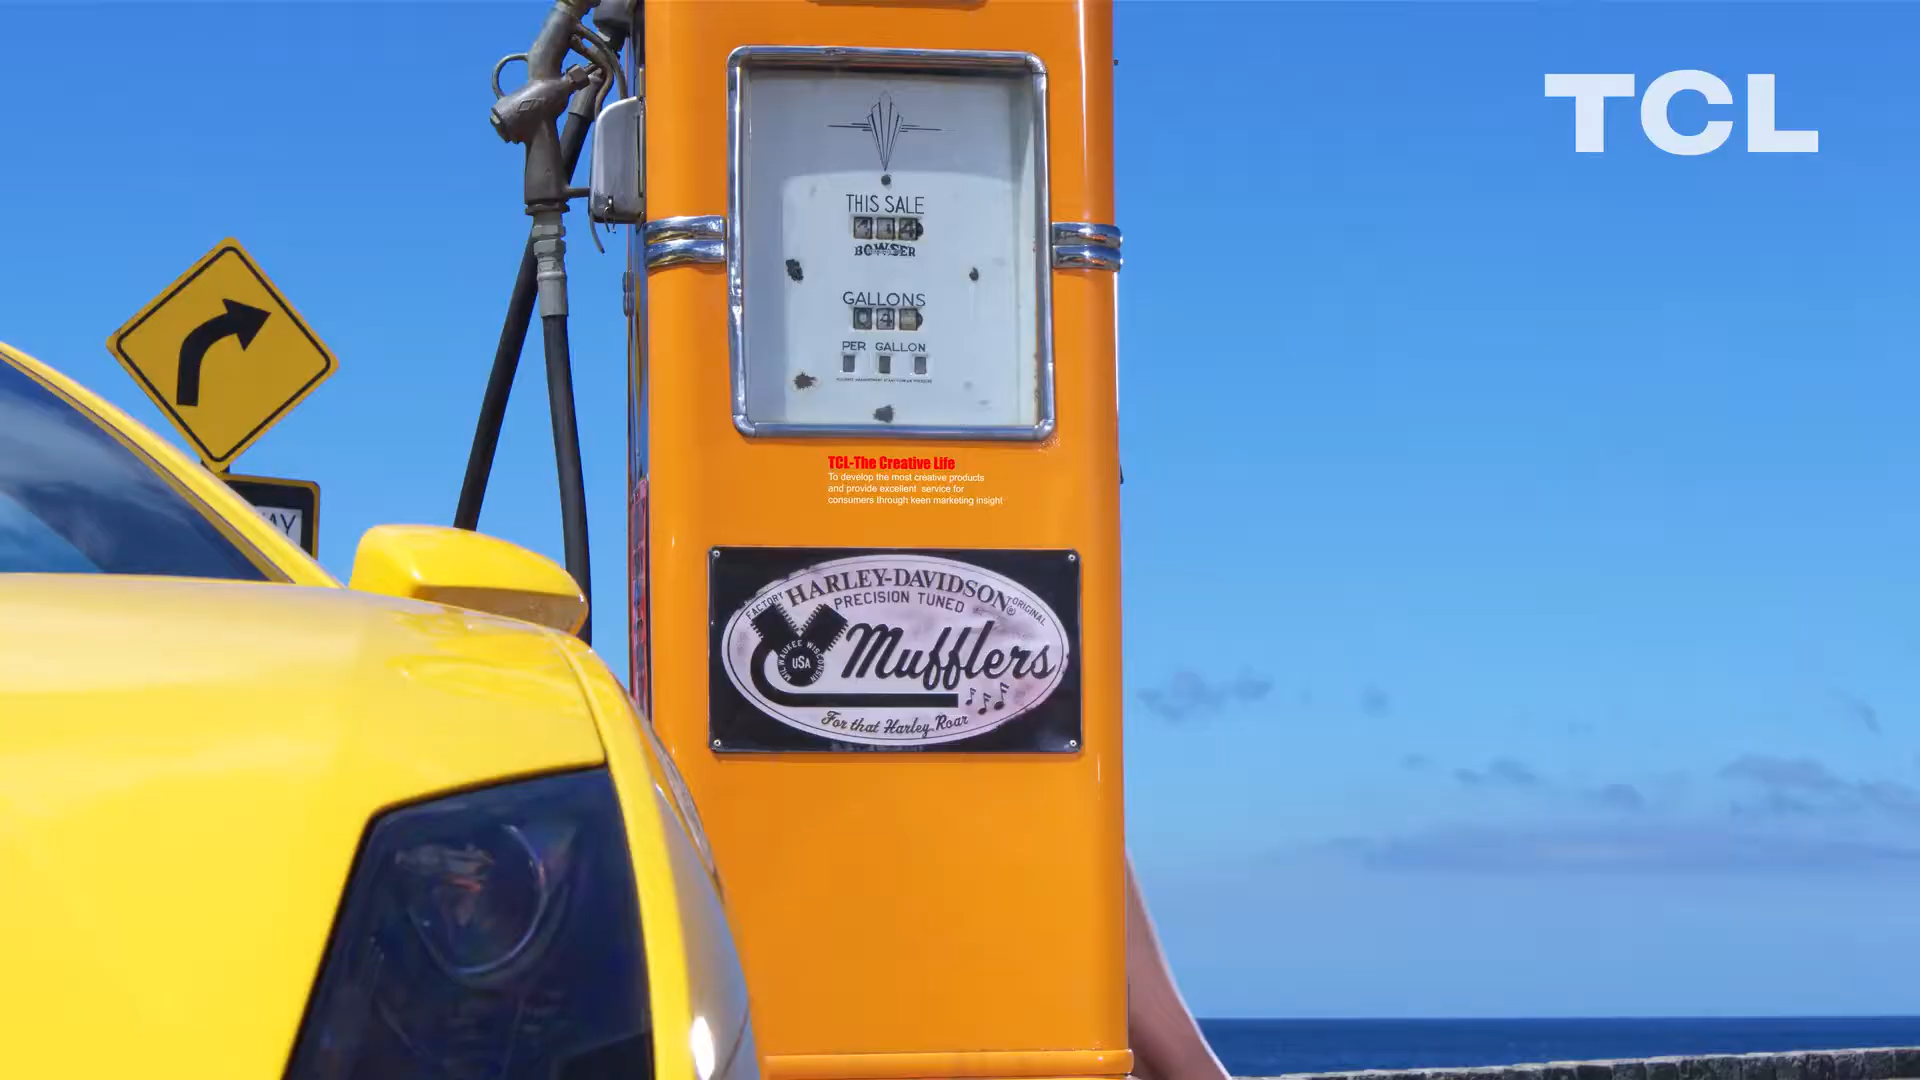 TCL
THIS SALE
BOWSER
GALLONS
PER GALLON
TCL-The Creative Life
To develop the most creative products
and provide excellent service for
consumers through keen marketing insight
HARLEY-DAVIDSON®
PRECISION TUNED
FACTORY
ORIGINAL
Mufflers
MILWAUKEE WISCONSIN
USA
For that Harley Roar